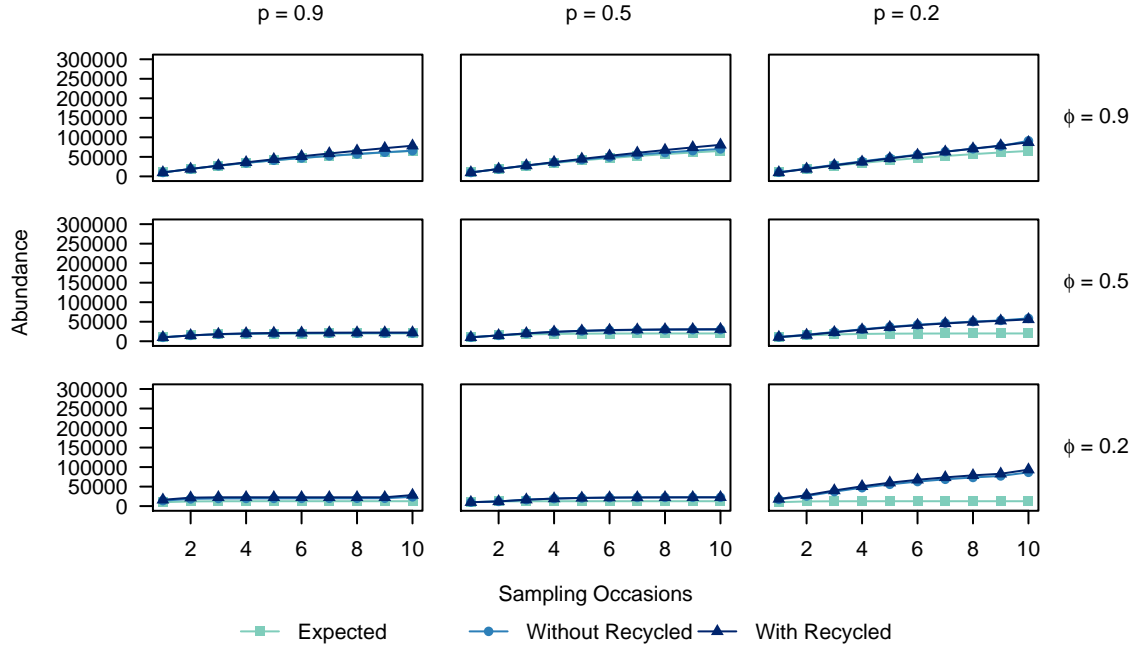 p = 0.9 p = 0.5 p = 0.2
300000
250000
200000
150000
100000
50000
0
ϕ = 0.9
300000
250000
200000
150000
100000
50000
0
ϕ = 0.5
Abundance
300000
250000
200000
150000
100000
50000
0
ϕ = 0.2
2 4 6 8 10 2 4 6 8 10 2 4 6 8 10
Sampling Occasions
Expected Without Recycled With Recycled